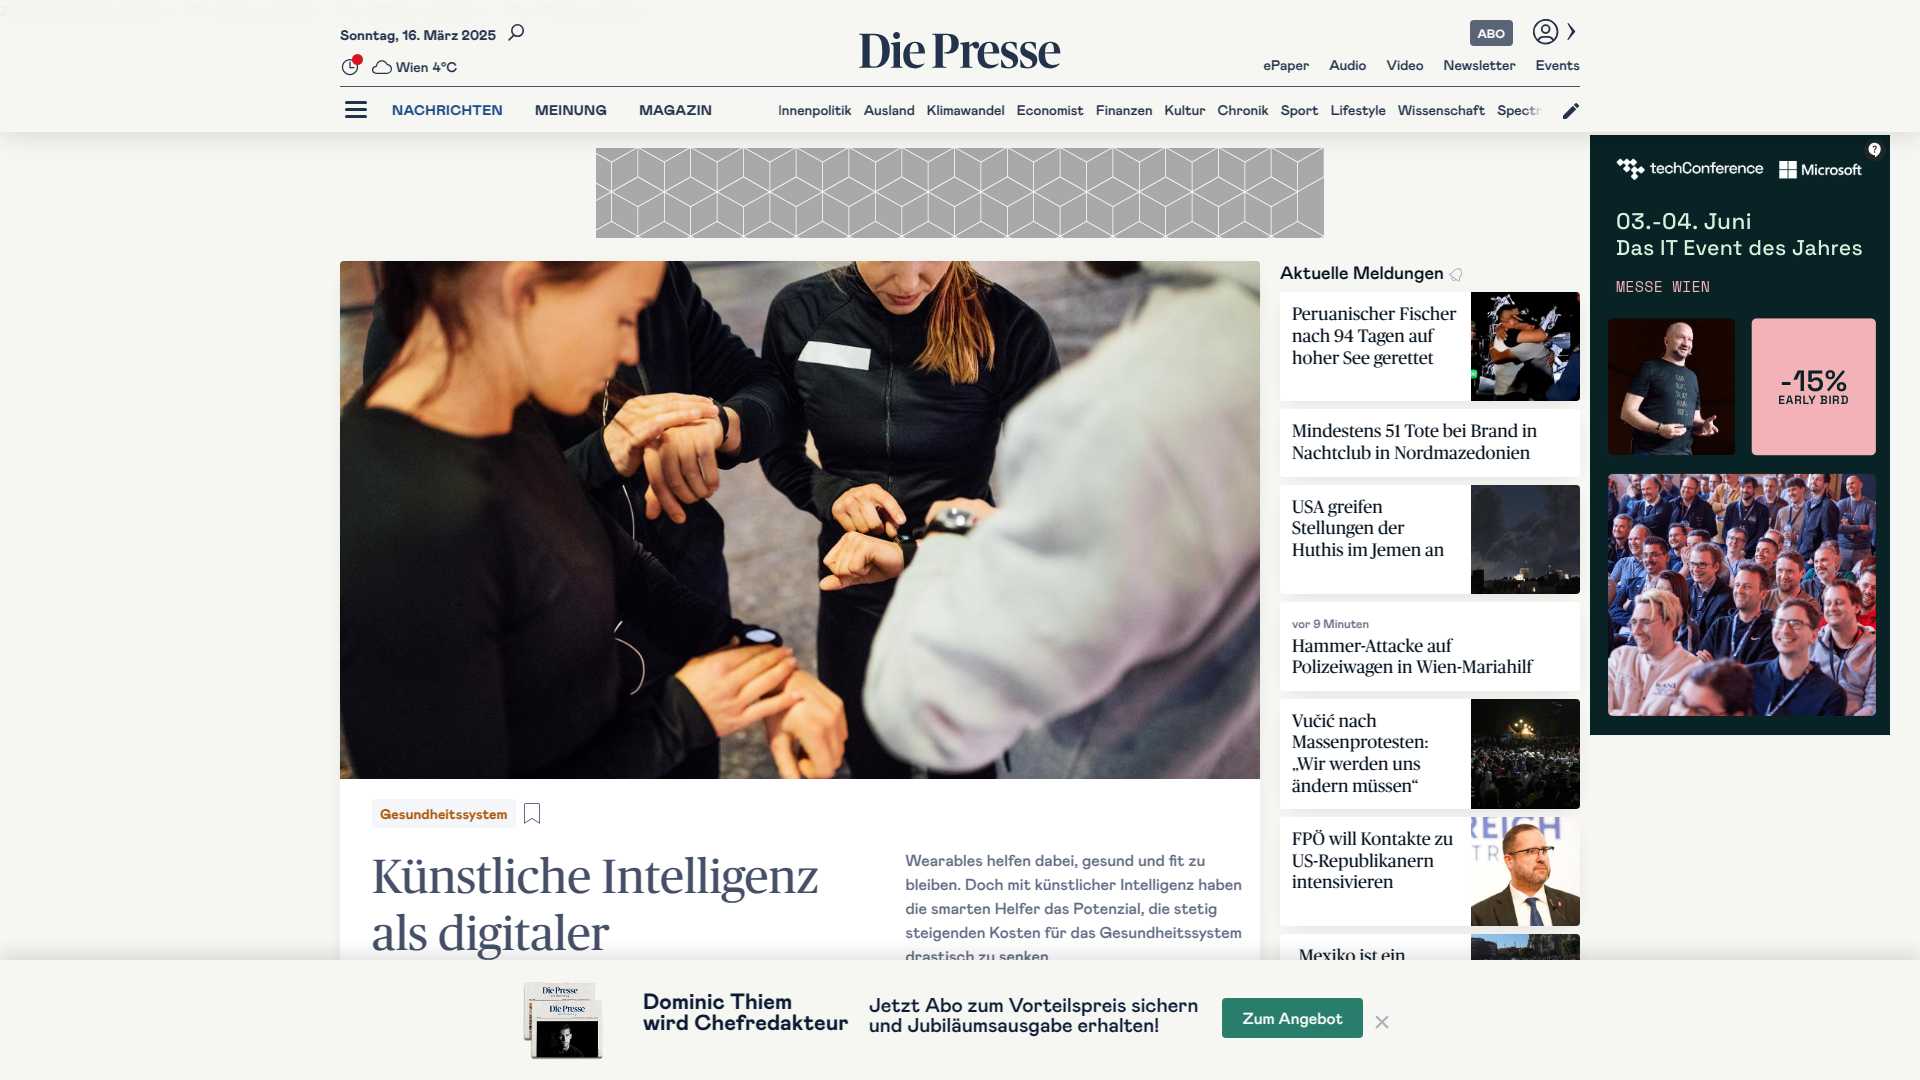 Sonntag, 16. März 2025
Wien 4°C
Die Presse
ABO
ePaper Audio Video Newsletter Events
NACHRICHTEN MEINUNG MAGAZIN
Innenpolitik Ausland Klimawandel Economist Finanzen Kultur Chronik Sport Lifestyle Wissenschaft Spectr
techConference Microsoft
03.-04. Juni
Das IT Event des Jahres
MESSE WIEN
-15%
EARLY BIRD
Aktuelle Meldungen
Peruanischer Fischer
nach 94 Tagen auf
hoher See gerettet
Mindestens 51 Tote bei Brand in
Nachtclub in Nordmazedonien
USA greifen
Stellungen der
Huthis im Jemen an
vor 9 Minuten
Hammer-Attacke auf
Polizeiwagen in Wien-Mariahilf
Vučić nach
Massenprotesten:
„Wir werden uns
ändern müssen“
FPÖ will Kontakte zu
US-Republikanern
intensivieren
Mexiko ist ein
Gesundheitssystem
Künstliche Intelligenz
als digitaler
Wearables helfen dabei, gesund und fit zu
bleiben. Doch mit künstlicher Intelligenz haben
die smarten Helfer das Potenzial, die stetig
steigenden Kosten für das Gesundheitssystem
drastisch zu senken.
Die Presse
Die Presse
Dominic Thiem
wird Chefredakteur
Jetzt Abo zum Vorteilspreis sichern
und Jubiläumsausgabe erhalten!
Zum Angebot